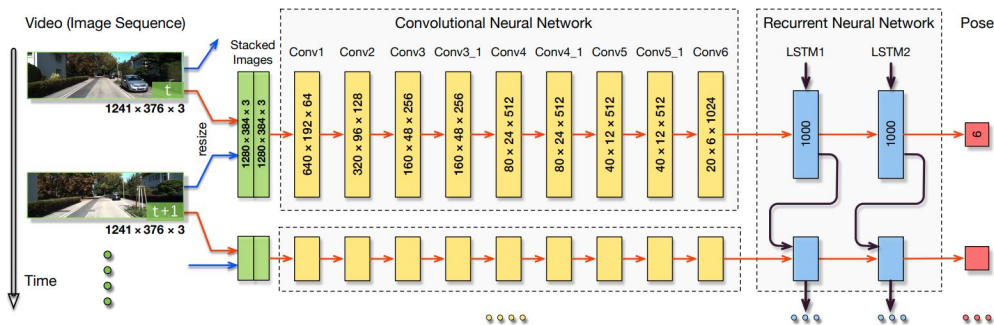 Video (Image Sequence)
Convolutional Neural Network
Recurrent Neural Network
Pose
Stacked
Images
Conv1
Conv2
Conv3
Conv3_1
Conv4
Conv4_1
Conv5
Conv5_1
Conv6
LSTM1
LSTM2
t
1241 × 376 × 3
resize
1280 × 384 × 3
1280 × 384 × 3
640 × 192 × 64
320 × 96 × 128
160 × 48 × 256
160 × 48 × 256
80 × 24 × 512
80 × 24 × 512
40 × 12 × 512
40 × 12 × 512
20 × 6 × 1024
1000
1000
6
t+1
1241 × 376 × 3
Time